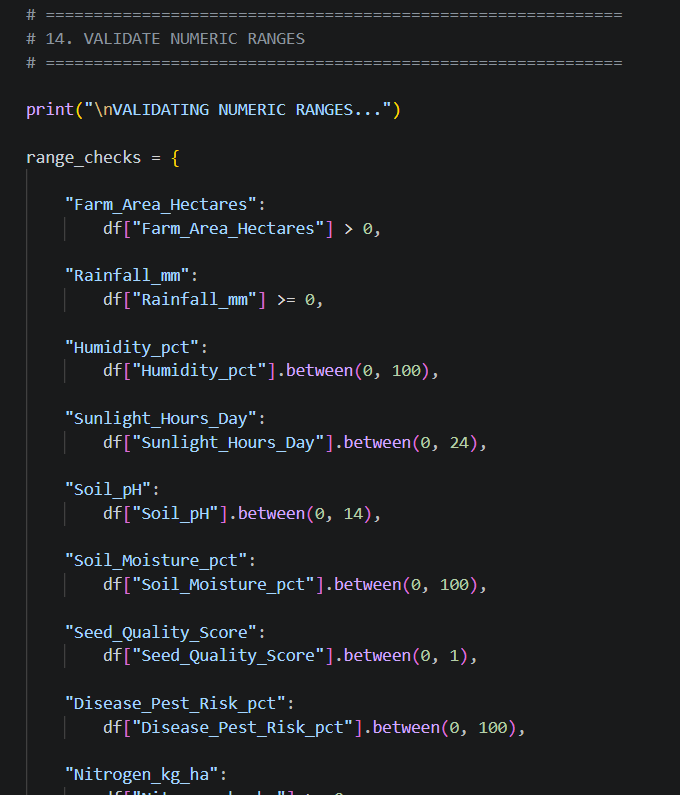 # ============================================================
# 14. VALIDATE NUMERIC RANGES
# ============================================================
print("\nVALIDATING NUMERIC RANGES...")
range_checks = {
"Farm_Area_Hectares":
df["Farm_Area_Hectares"] > 0,
"Rainfall_mm":
df["Rainfall_mm"] >= 0,
"Humidity_pct":
df["Humidity_pct"].between(0, 100),
"Sunlight_Hours_Day":
df["Sunlight_Hours_Day"].between(0, 24),
"Soil_pH":
df["Soil_pH"].between(0, 14),
"Soil_Moisture_pct":
df["Soil_Moisture_pct"].between(0, 100),
"Seed_Quality_Score":
df["Seed_Quality_Score"].between(0, 1),
"Disease_Pest_Risk_pct":
df["Disease_Pest_Risk_pct"].between(0, 100),
"Nitrogen_kg_ha":